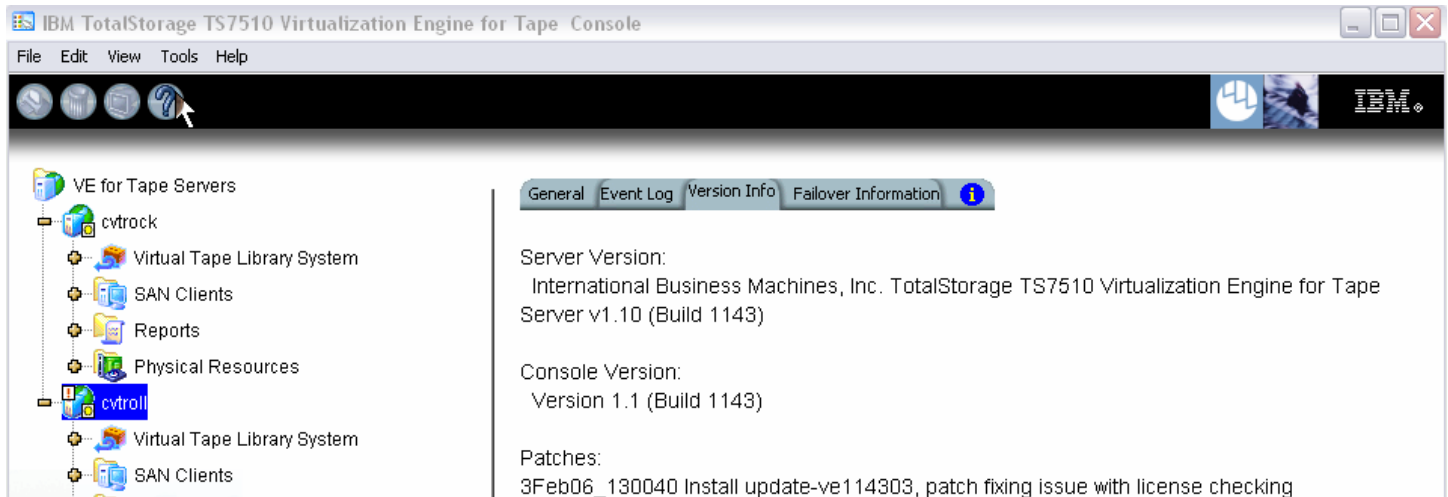 IBM TotalStorage TS7510 Virtualization Engine for Tape Console
File Edit View Tools Help
IBM
VE for Tape Servers
cvtrock
Virtual Tape Library System
SAN Clients
Reports
Physical Resources
cvtroll
Virtual Tape Library System
SAN Clients
General Event Log Version Info Failover Information
Server Version:
International Business Machines, Inc. TotalStorage TS7510 Virtualization Engine for Tape
Server v1.10 (Build 1143)
Console Version:
Version 1.1 (Build 1143)
Patches:
3Feb06_130040 Install update-ve114303, patch fixing issue with license checking